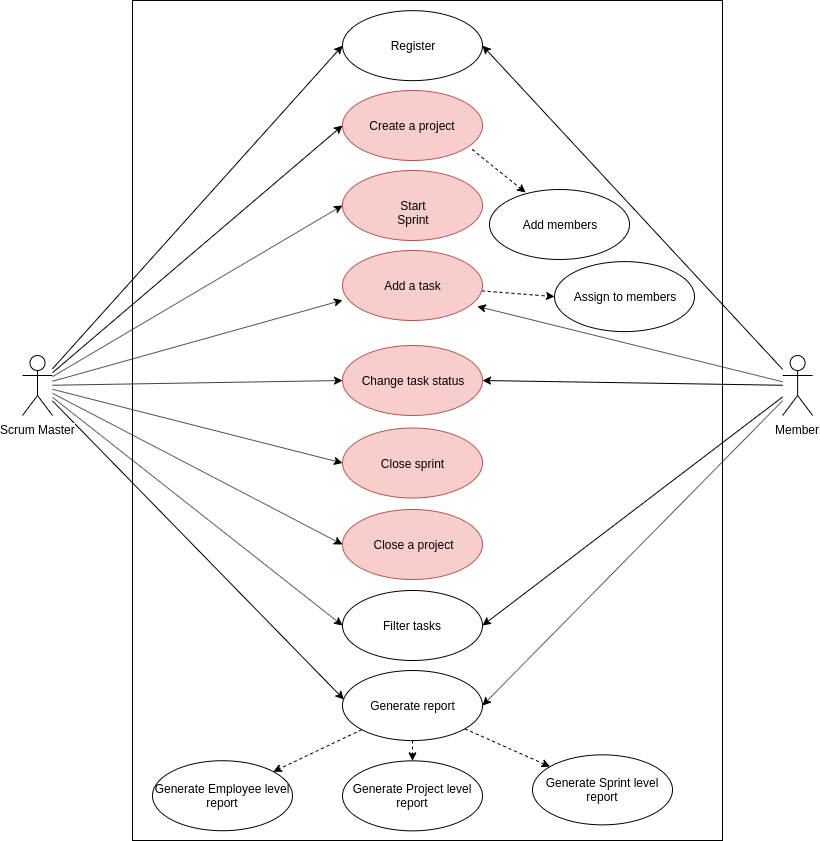 Register
Create a project
Start
Sprint
Add members
Add a task
Assign to members
Change task status
Scrum Master
Member
Close sprint
Close a project
Filter tasks
Generate report
Generate Employee level
report
Generate Project level
report
Generate Sprint level
report